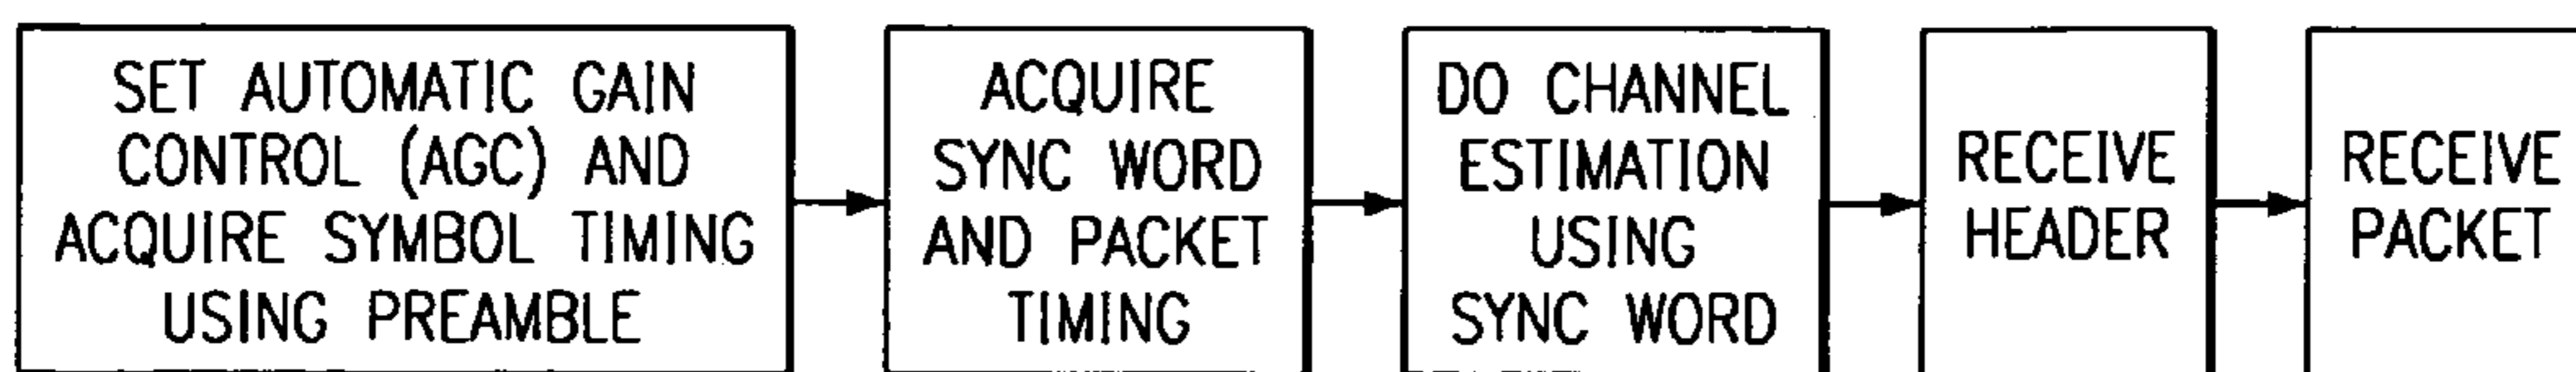 SET AUTOMATIC GAIN
CONTROL (AGC) AND
ACQUIRE SYMBOL TIMING
USING PREAMBLE
ACQUIRE
SYNC WORD
AND PACKET
TIMING
DO CHANNEL
ESTIMATION
USING
SYNC WORD
RECEIVE
HEADER
RECEIVE
PACKET